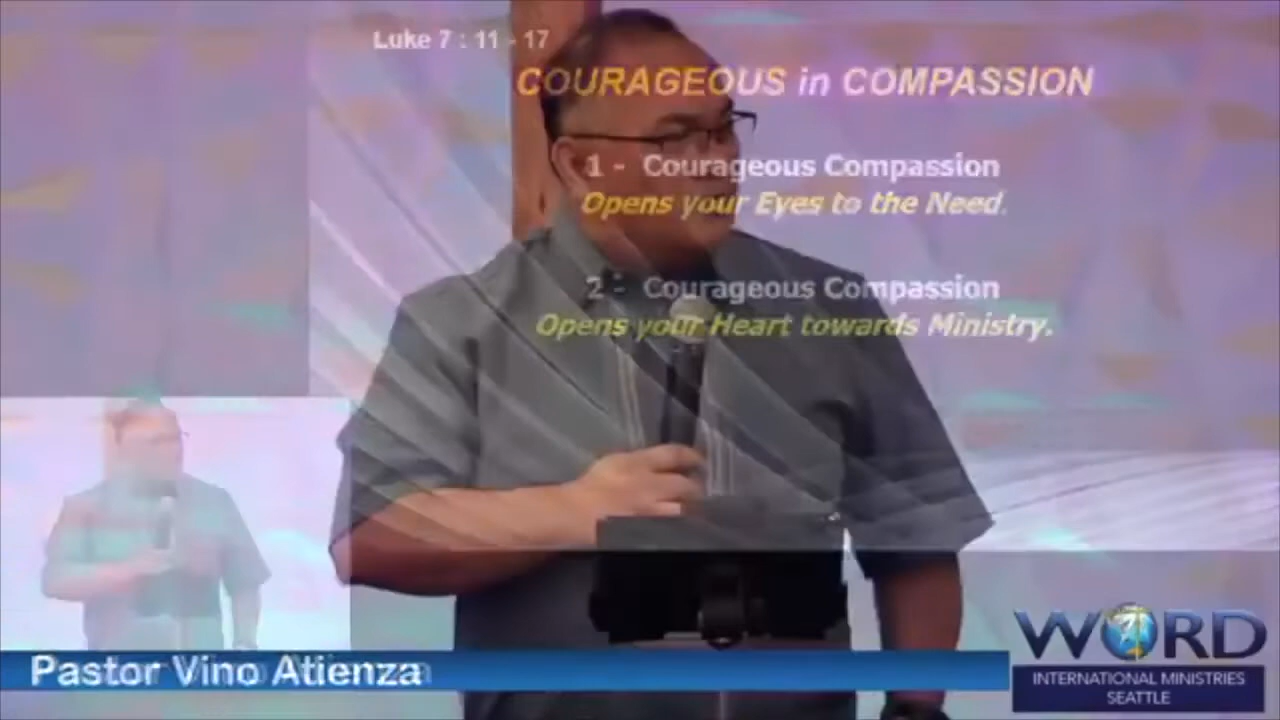 Luke 7 : 11 - 17
COURAGEOUS in COMPASSION
1 - Courageous Compassion
Opens your Eyes to the Need.
2 - Courageous Compassion
Opens your Heart towards Ministry.
Pastor Vino Atienza
WORD
INTERNATIONAL MINISTRIES
SEATTLE